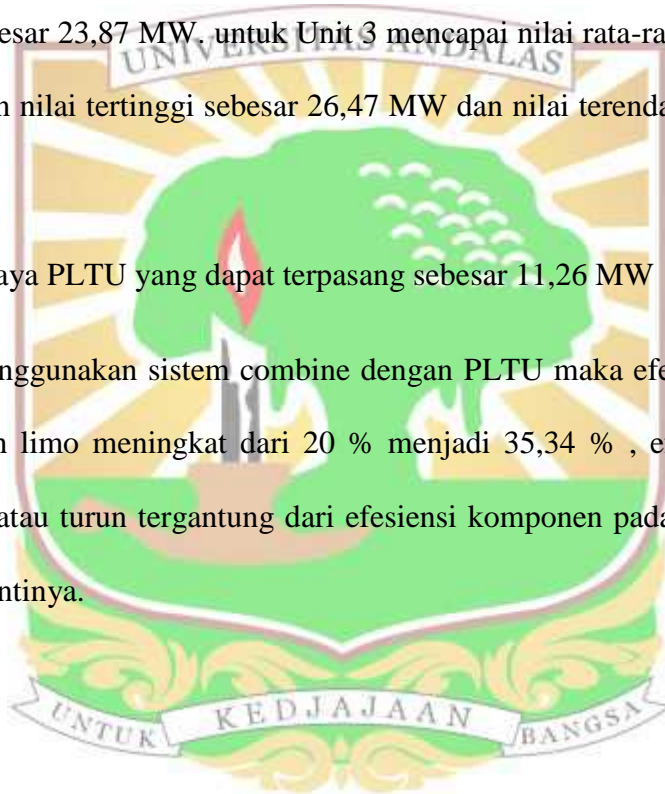 esar 23,87 MW. untuk Unit 3 mencapai nilai rata-ra
UNIVERSITAS ANDALAS
n nilai tertinggi sebesar 26,47 MW dan nilai terenda
aya PLTU yang dapat terpasang sebesar 11,26 MW
nggunakan sistem combine dengan PLTU maka efe
n limo meningkat dari 20 % menjadi 35,34 % , e
atau turun tergantung dari efesiensi komponen pada
ntinya.
UNTUK KEDJAJAAN BANGSA